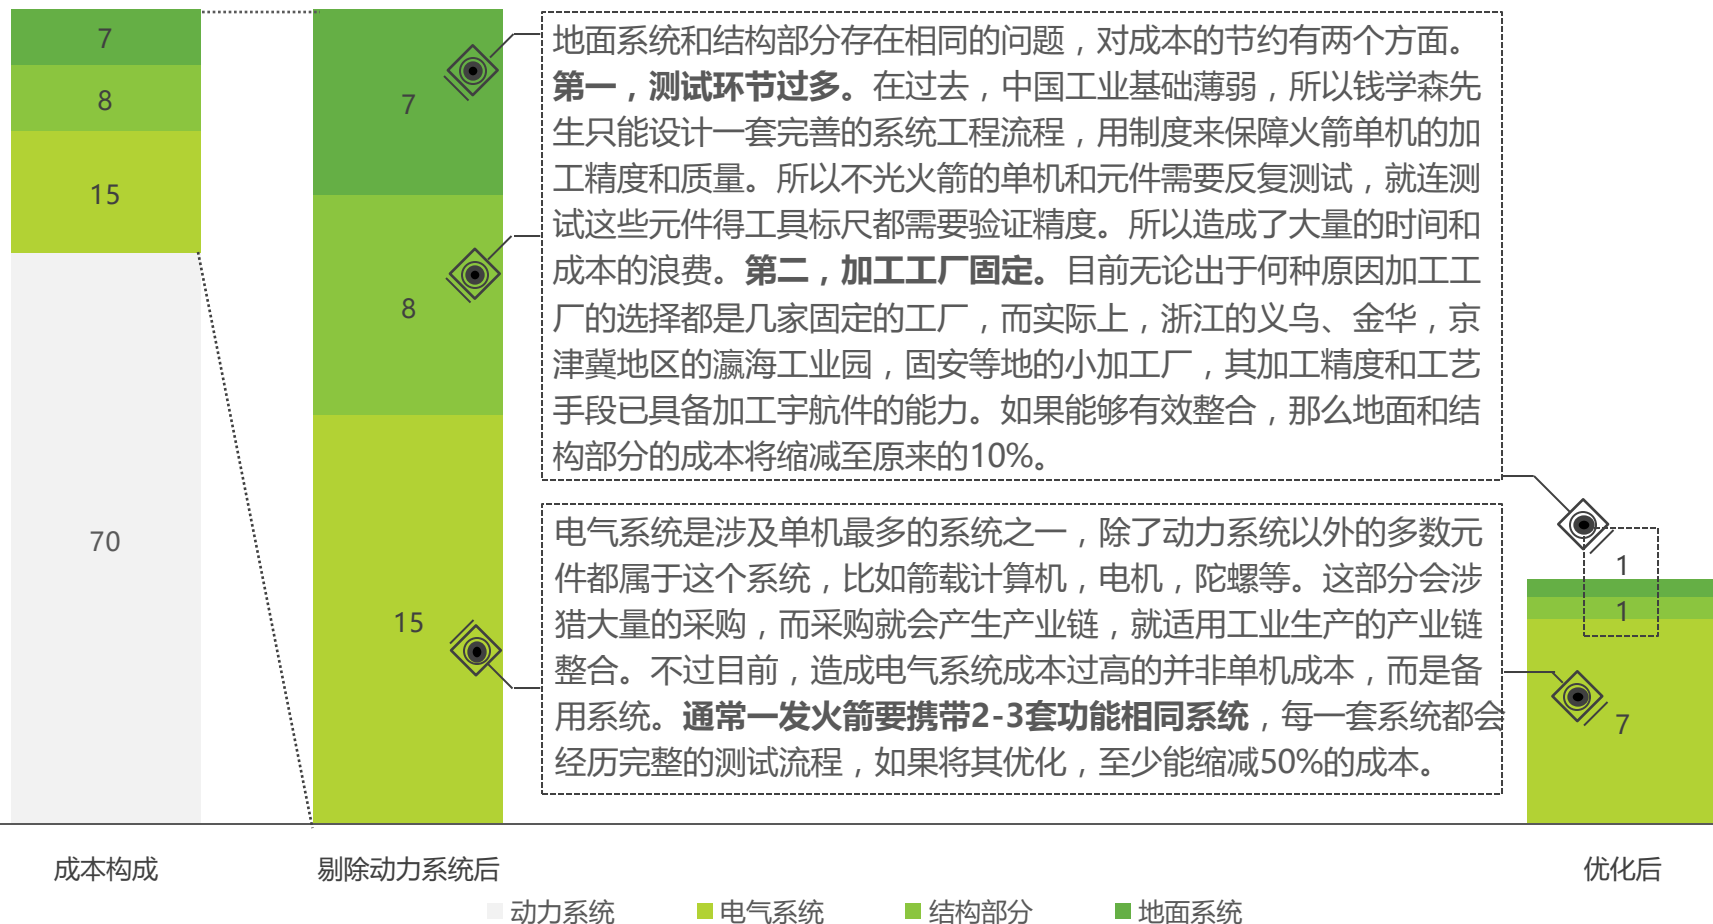 7
8
15
70
7
8
15
地面系统和结构部分存在相同的问题，对成本的节约有两个方面。
第一，测试环节过多。在过去，中国工业基础薄弱，所以钱学森先
生只能设计一套完善的系统工程流程，用制度来保障火箭单机的加
工精度和质量。所以不光火箭的单机和元件需要反复测试，就连测
试这些元件得工具标尺都需要验证精度。所以造成了大量的时间和
成本的浪费。第二，加工工厂固定。目前无论出于何种原因加工工
厂的选择都是几家固定的工厂，而实际上，浙江的义乌、金华，京
津冀地区的瀛海工业园，固安等地的小加工厂，其加工精度和工艺
手段已具备加工宇航件的能力。如果能够有效整合，那么地面和结
构部分的成本将缩减至原来的10%。
电气系统是涉及单机最多的系统之一，除了动力系统以外的多数元
件都属于这个系统，比如箭载计算机，电机，陀螺等。这部分会涉
猎大量的采购，而采购就会产生产业链，就适用工业生产的产业链
整合。不过目前，造成电气系统成本过高的并非单机成本，而是备
用系统。通常一发火箭要携带2-3套功能相同系统，每一套系统都会
经历完整的测试流程，如果将其优化，至少能缩减50%的成本。
1
1
7
成本构成
剔除动力系统后
优化后
动力系统
电气系统
结构部分
地面系统